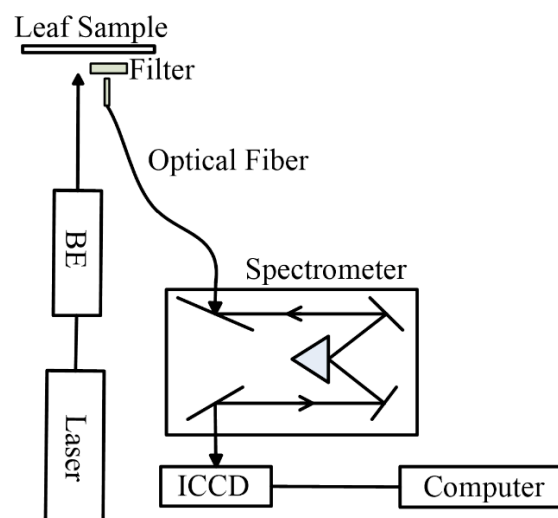 Leaf Sample
Filter
Optical Fiber
BE
Spectrometer
Laser
ICCD
Computer